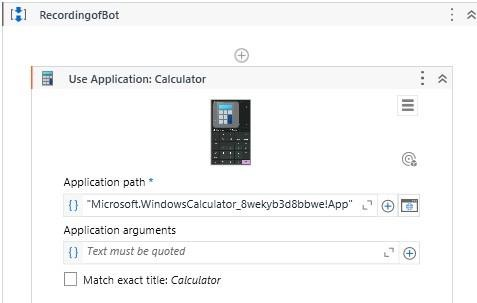 RecordingofBot
Use Application: Calculator
Application path *
"Microsoft.WindowsCalculator_8wekyb3d8bbwe!App"
Application arguments
Text must be quoted
Match exact title: Calculator